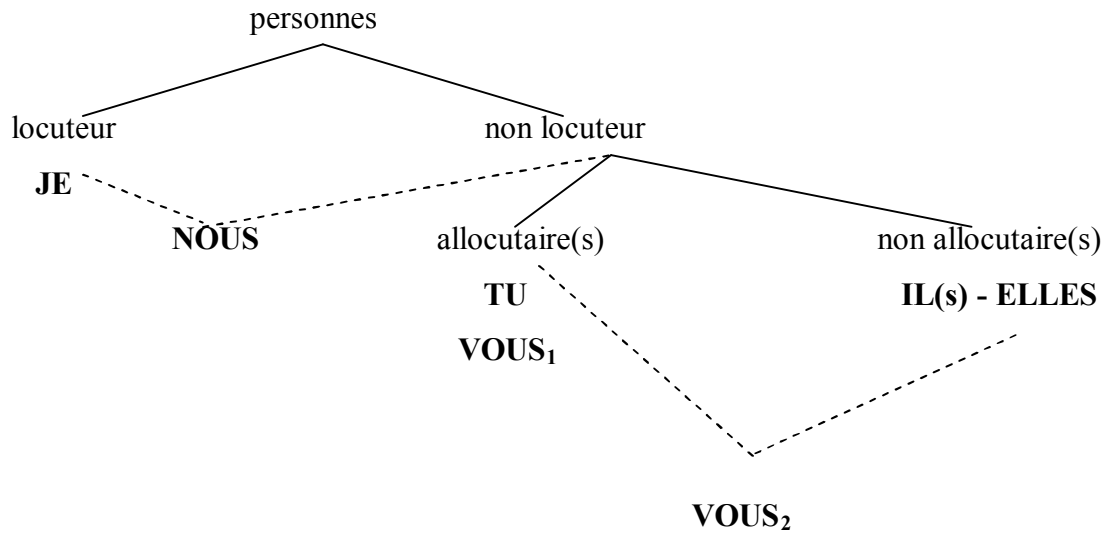 personnes
locuteur non locuteur
JE
NOUS allocutaire(s) non allocutaire(s)
TU IL(s) - ELLES
VOUS₁
VOUS₂